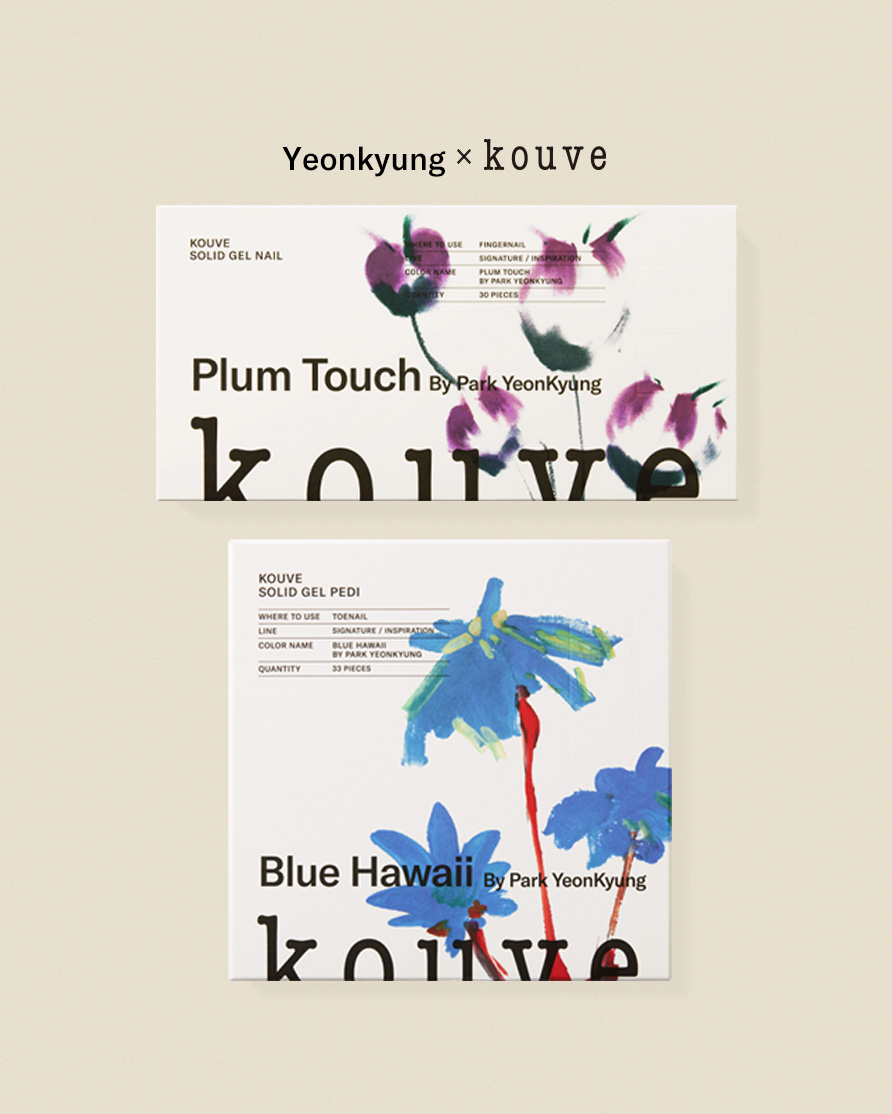 Yeonkyung × kouve
KOUVE
SOLID GEL NAIL
WHERE TO USE FINGERNAIL
LINE SIGNATURE / INSPIRATION
COLOR NAME PLUM TOUCH
BY PARK YEONKYUNG
QUANTITY 30 PIECES
Plum Touch By Park YeonKyung
kouve
KOUVE
SOLID GEL PEDI
WHERE TO USE TOENAIL
LINE SIGNATURE / INSPIRATION
COLOR NAME BLUE HAWAII
BY PARK YEONKYUNG
QUANTITY 33 PIECES
Blue Hawaii By Park YeonKyung
kouve